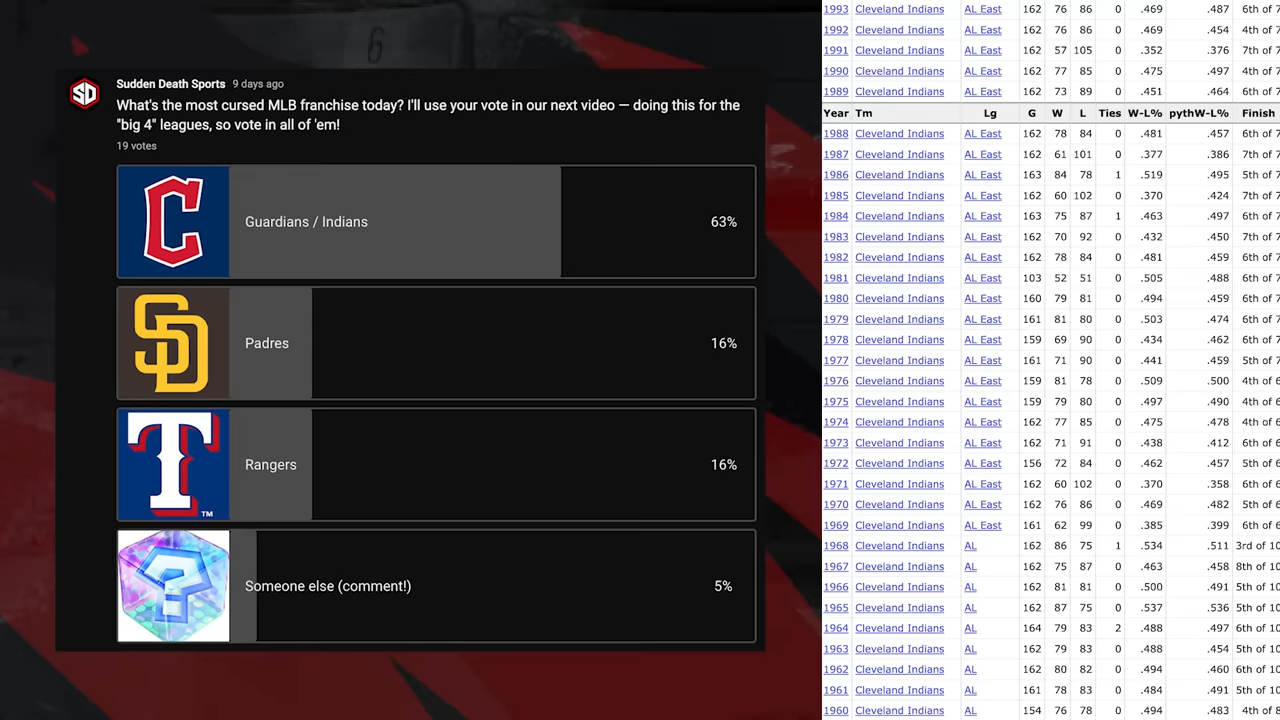 6
SD
Sudden Death Sports 9 days ago
What's the most cursed MLB franchise today? I'll use your vote in our next video — doing this for the
"big 4" leagues, so vote in all of 'em!
19 votes
C
Guardians / Indians 63%
SD
Padres 16%
T
TM
Rangers 16%
?
Someone else (comment!) 5%
1993 Cleveland Indians AL East 162 76 86 0 .469 .487 6th of 7
1992 Cleveland Indians AL East 162 76 86 0 .469 .454 4th of 7
1991 Cleveland Indians AL East 162 57 105 0 .352 .376 7th of 7
1990 Cleveland Indians AL East 162 77 85 0 .475 .497 4th of 7
1989 Cleveland Indians AL East 162 73 89 0 .451 .464 6th of 7
Year Tm Lg G W L Ties W-L% pythW-L% Finish
1988 Cleveland Indians AL East 162 78 84 0 .481 .457 6th of 7
1987 Cleveland Indians AL East 162 61 101 0 .377 .386 7th of 7
1986 Cleveland Indians AL East 163 84 78 1 .519 .495 5th of 7
1985 Cleveland Indians AL East 162 60 102 0 .370 .424 7th of 7
1984 Cleveland Indians AL East 163 75 87 1 .463 .497 6th of 7
1983 Cleveland Indians AL East 162 70 92 0 .432 .450 7th of 7
1982 Cleveland Indians AL East 162 78 84 0 .481 .459 6th of 7
1981 Cleveland Indians AL East 103 52 51 0 .505 .488 6th of 7
1980 Cleveland Indians AL East 160 79 81 0 .494 .459 6th of 7
1979 Cleveland Indians AL East 161 81 80 0 .503 .474 6th of 7
1978 Cleveland Indians AL East 159 69 90 0 .434 .462 6th of 7
1977 Cleveland Indians AL East 161 71 90 0 .441 .459 5th of 7
1976 Cleveland Indians AL East 159 81 78 0 .509 .500 4th of 6
1975 Cleveland Indians AL East 159 79 80 0 .497 .490 4th of 6
1974 Cleveland Indians AL East 162 77 85 0 .475 .478 4th of 6
1973 Cleveland Indians AL East 162 71 91 0 .438 .412 6th of 6
1972 Cleveland Indians AL East 156 72 84 0 .462 .457 5th of 6
1971 Cleveland Indians AL East 162 60 102 0 .370 .358 6th of 6
1970 Cleveland Indians AL East 162 76 86 0 .469 .482 5th of 6
1969 Cleveland Indians AL East 161 62 99 0 .385 .399 6th of 6
1968 Cleveland Indians AL 162 86 75 1 .534 .511 3rd of 10
1967 Cleveland Indians AL 162 75 87 0 .463 .458 8th of 10
1966 Cleveland Indians AL 162 81 81 0 .500 .491 5th of 10
1965 Cleveland Indians AL 162 87 75 0 .537 .536 5th of 10
1964 Cleveland Indians AL 164 79 83 2 .488 .497 6th of 10
1963 Cleveland Indians AL 162 79 83 0 .488 .454 5th of 10
1962 Cleveland Indians AL 162 80 82 0 .494 .460 6th of 10
1961 Cleveland Indians AL 161 78 83 0 .484 .491 5th of 10
1960 Cleveland Indians AL 154 76 78 0 .494 .483 4th of 8